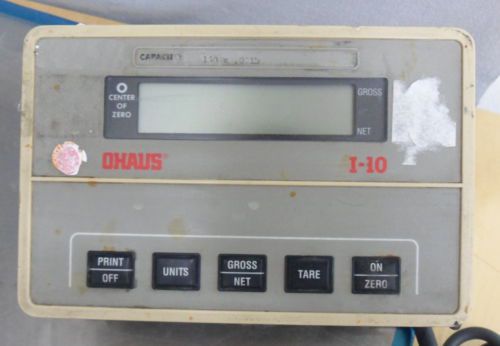 CAPACITY
CENTER
OF
ZERO
GROSS
NET
OHAUS
I-10
PRINT
OFF
UNITS
GROSS
NET
TARE
ON
ZERO